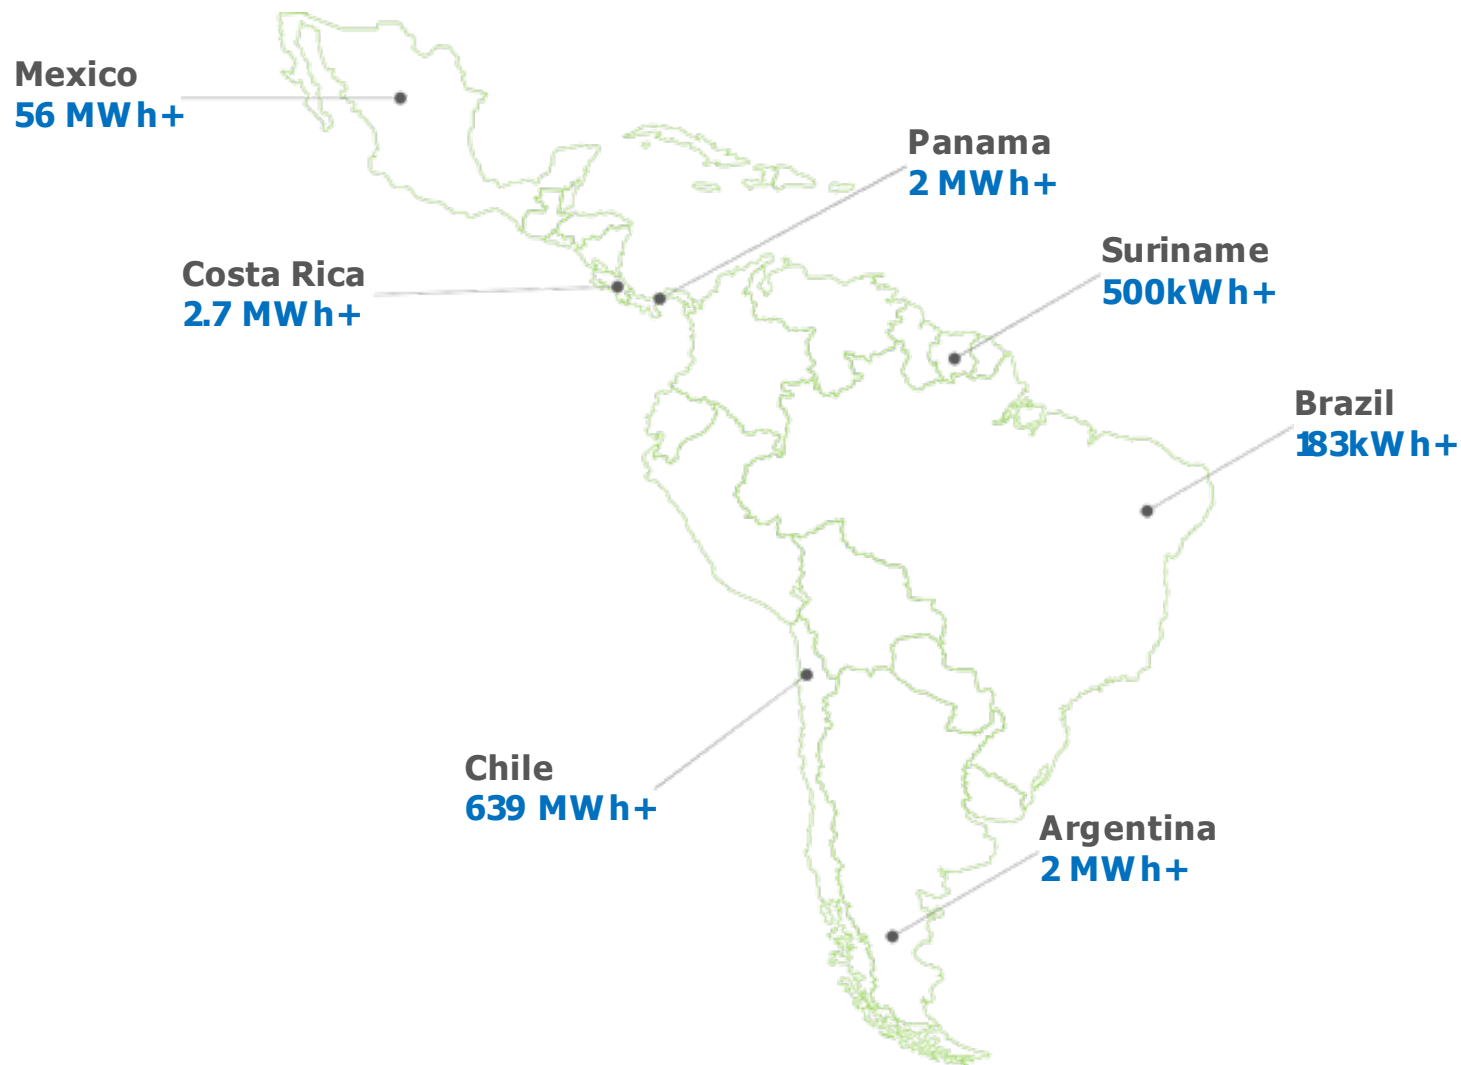 Mexico
56 MWh+
Panama
2 MWh+
Suriname
500kWh+
Costa Rica
2.7 MWh+
Brazil
183kWh+
Chile
639 MWh+
Argentina
2 MWh+